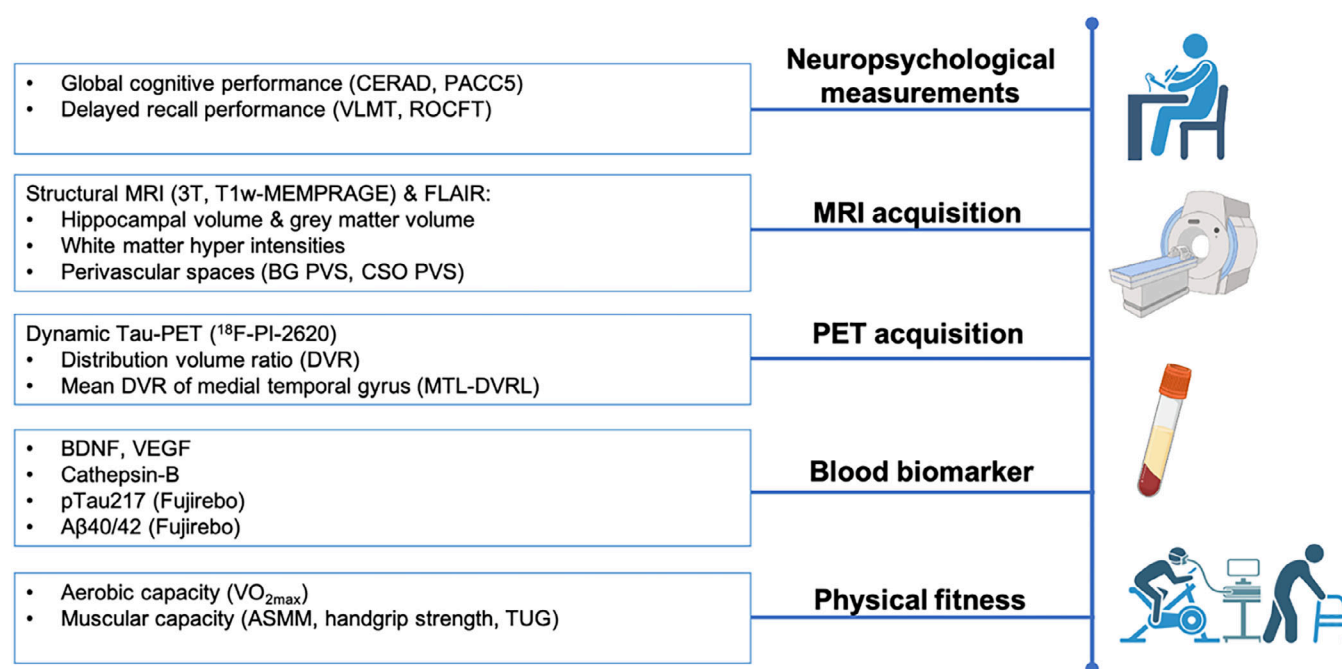 Neuropsychological
measurements
• Global cognitive performance (CERAD, PACC5)
• Delayed recall performance (VLMT, ROCFT)
MRI acquisition
Structural MRI (3T, T1w-MEMPRAGE) & FLAIR:
• Hippocampal volume & grey matter volume
• White matter hyper intensities
• Perivascular spaces (BG PVS, CSO PVS)
PET acquisition
Dynamic Tau-PET (¹⁸F-PI-2620)
• Distribution volume ratio (DVR)
• Mean DVR of medial temporal gyrus (MTL-DVRL)
Blood biomarker
• BDNF, VEGF
• Cathepsin-B
• pTau217 (Fujirebo)
• Aβ40/42 (Fujirebo)
Physical fitness
• Aerobic capacity (VO₂max)
• Muscular capacity (ASMM, handgrip strength, TUG)